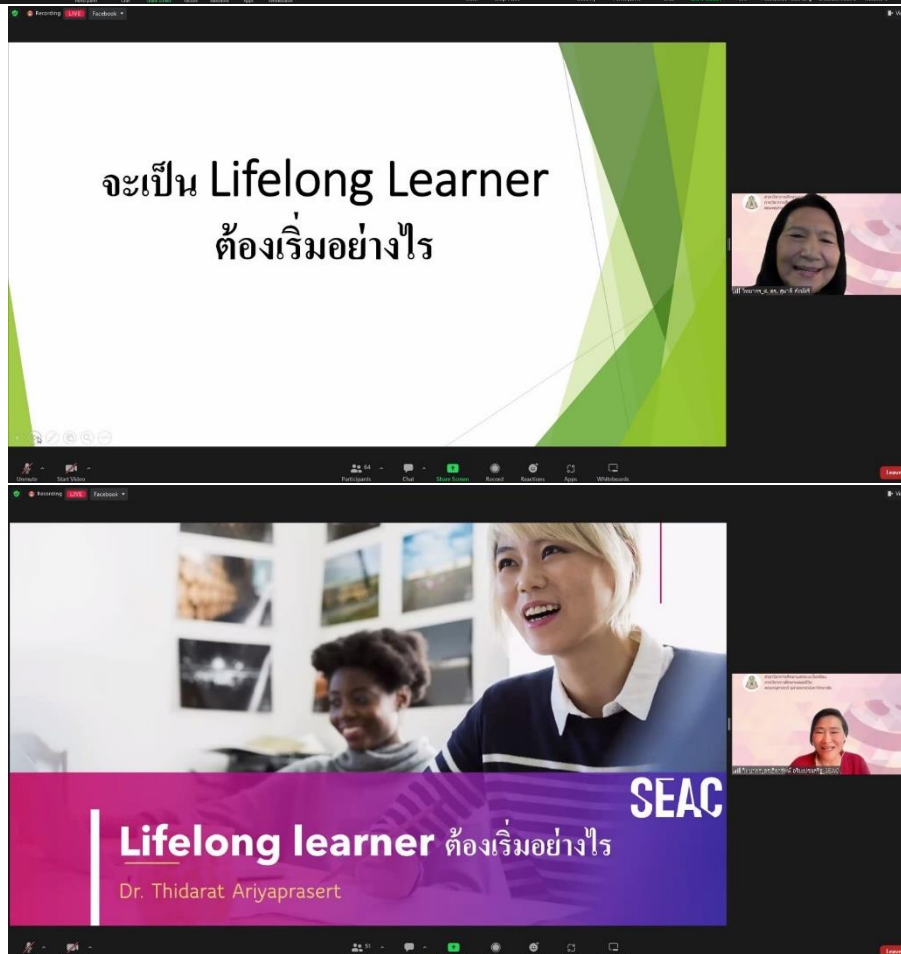 Recording LIVE Facebook
จะเป็น Lifelong Learner
ต้องเริ่มอย่างไร
Unmute Start Video 64 Participants Chat Share Screen Record Reactions Apps Whiteboards Leave
Recording LIVE Facebook
SEAC
Lifelong learner ต้องเริ่มอย่างไร
Dr. Thidarat Ariyaprasert
51
Leave